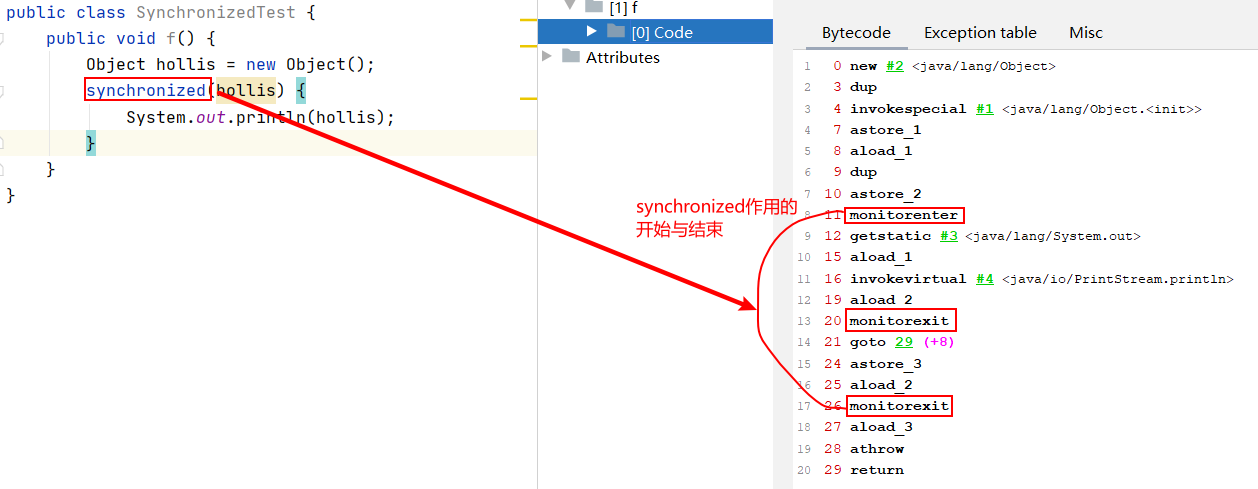 public class SynchronizedTest {
public void f() {
Object hollis = new Object();
synchronized(hollis) {
System.out.println(hollis);
}
}
}
[1] f
[0] Code
Attributes
synchronized作用的
开始与结束
Bytecode Exception table Misc
1 0 new #2 <java/lang/Object>
2 3 dup
3 4 invokespecial #1 <java/lang/Object.<init>>
4 7 astore_1
5 8 aload_1
6 9 dup
7 10 astore_2
8 11 monitorenter
9 12 getstatic #3 <java/lang/System.out>
10 15 aload_1
11 16 invokevirtual #4 <java/io/PrintStream.println>
12 19 aload_2
13 20 monitorexit
14 21 goto 29 (+8)
15 24 astore_3
16 25 aload_2
17 26 monitorexit
18 27 aload_3
19 28 athrow
20 29 return